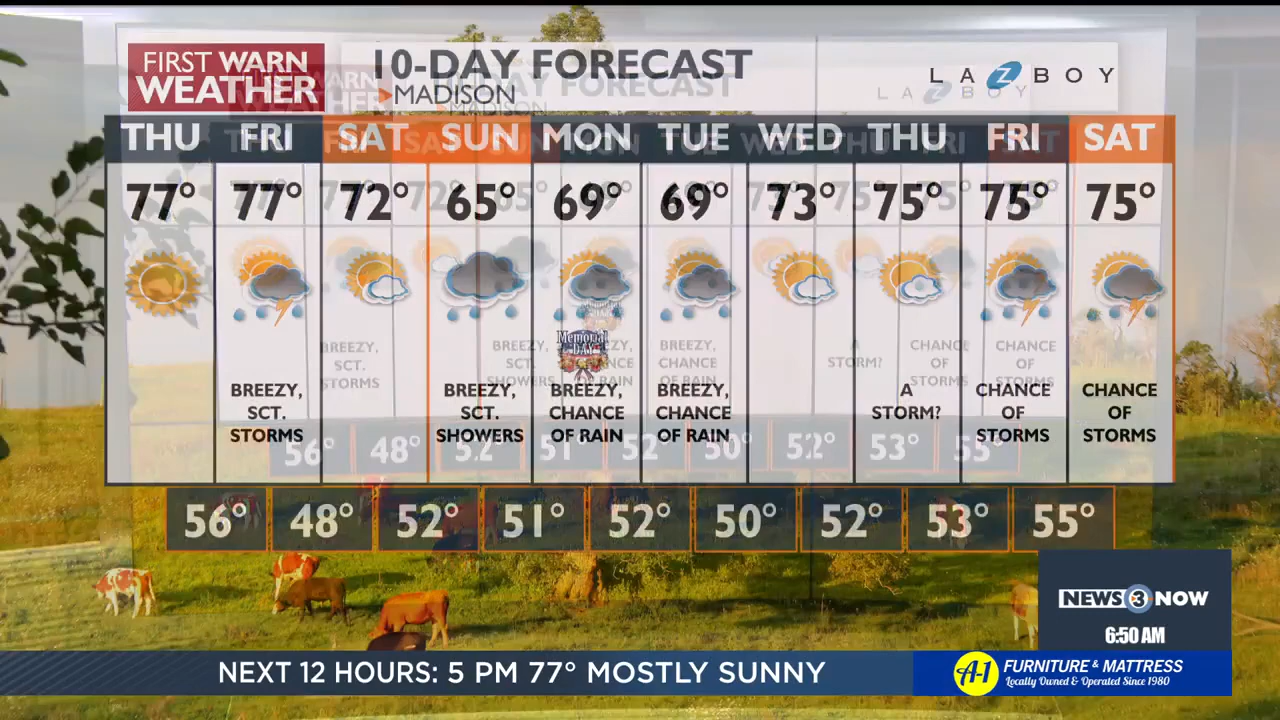 FIRST WARN
WEATHER
10-DAY FORECAST
MADISON
LAZBOY
THU FRI SAT SUN MON TUE WED THU FRI SAT
77° 77° 72° 65° 69° 69° 73° 75° 75° 75°
Memorial
DAY
BREEZY,
SCT.
STORMS
BREEZY,
SCT.
SHOWERS
BREEZY,
CHANCE
OF RAIN
BREEZY,
CHANCE
OF RAIN
A
STORM?
CHANCE
OF
STORMS
CHANCE
OF
STORMS
56° 48° 52° 51° 52° 50° 52° 53° 55°
NEWS 3 NOW
6:50 AM
NEXT 12 HOURS: 5 PM 77° MOSTLY SUNNY
A-1
FURNITURE & MATTRESS
Locally Owned & Operated Since 1980